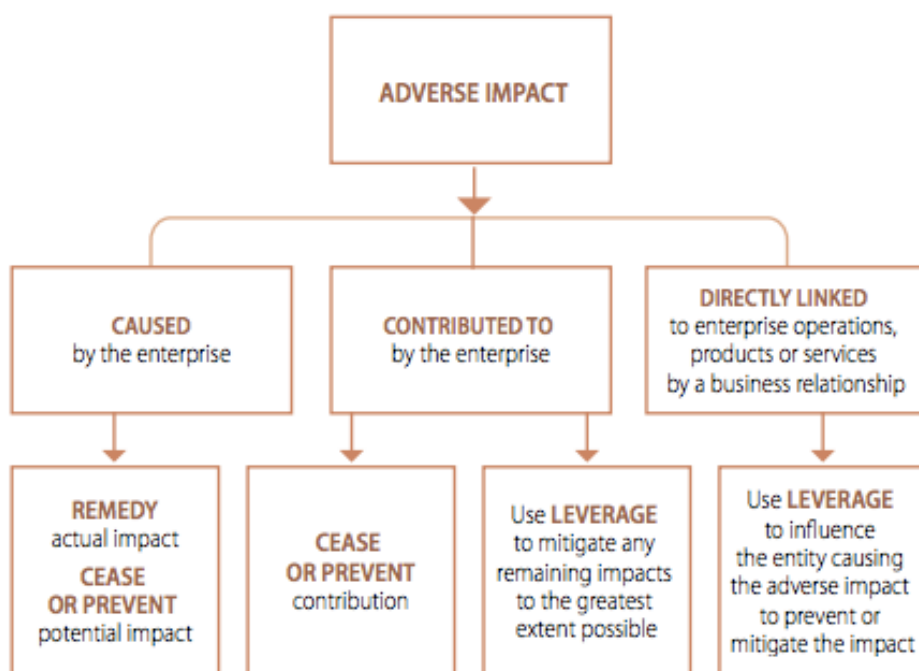 ADVERSE IMPACT
CAUSED
by the enterprise
CONTRIBUTED TO
by the enterprise
DIRECTLY LINKED
to enterprise operations,
products or services
by a business relationship
REMEDY
actual impact
CEASE
OR PREVENT
potential impact
CEASE
OR PREVENT
contribution
Use LEVERAGE
to mitigate any
remaining impacts
to the greatest
extent possible
Use LEVERAGE
to influence
the entity causing
the adverse impact
to prevent or
mitigate the impact